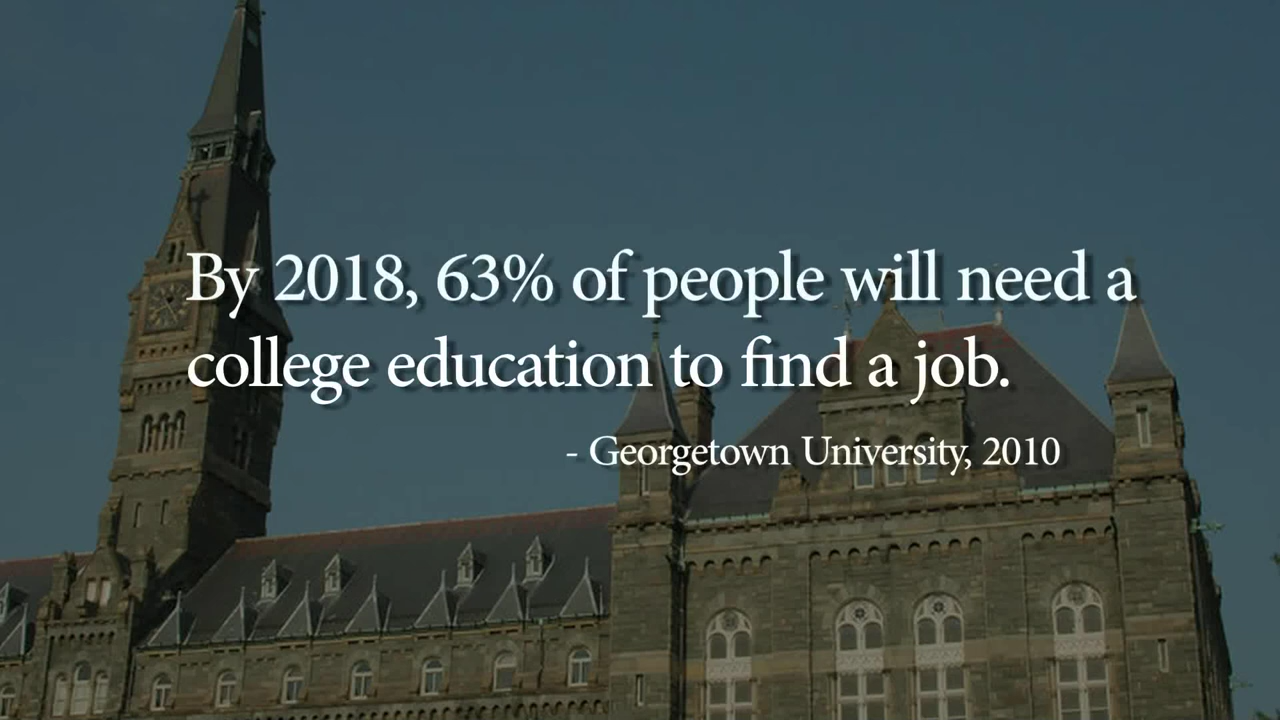 By 2018, 63% of people will need a
college education to find a job.
- Georgetown University, 2010